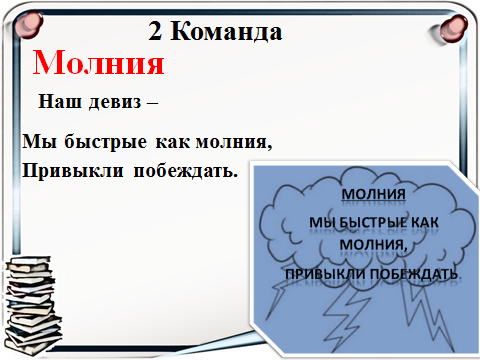 2 Команда
Молния
Наш девиз –
Мы быстрые как молния,
Привыкли побеждать.
МОЛНИЯ
МЫ БЫСТРЫЕ КАК
МОЛНИЯ,
ПРИВЫКЛИ ПОБЕЖДАТЬ.